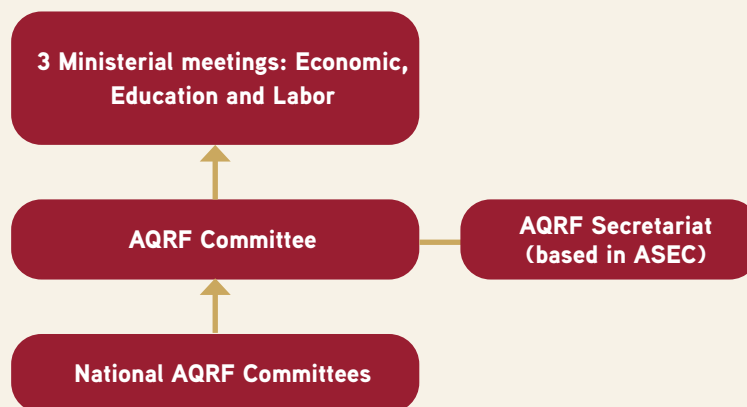 3 Ministerial meetings: Economic,
Education and Labor
AQRF Committee
AQRF Secretariat
(based in ASEC)
National AQRF Committees